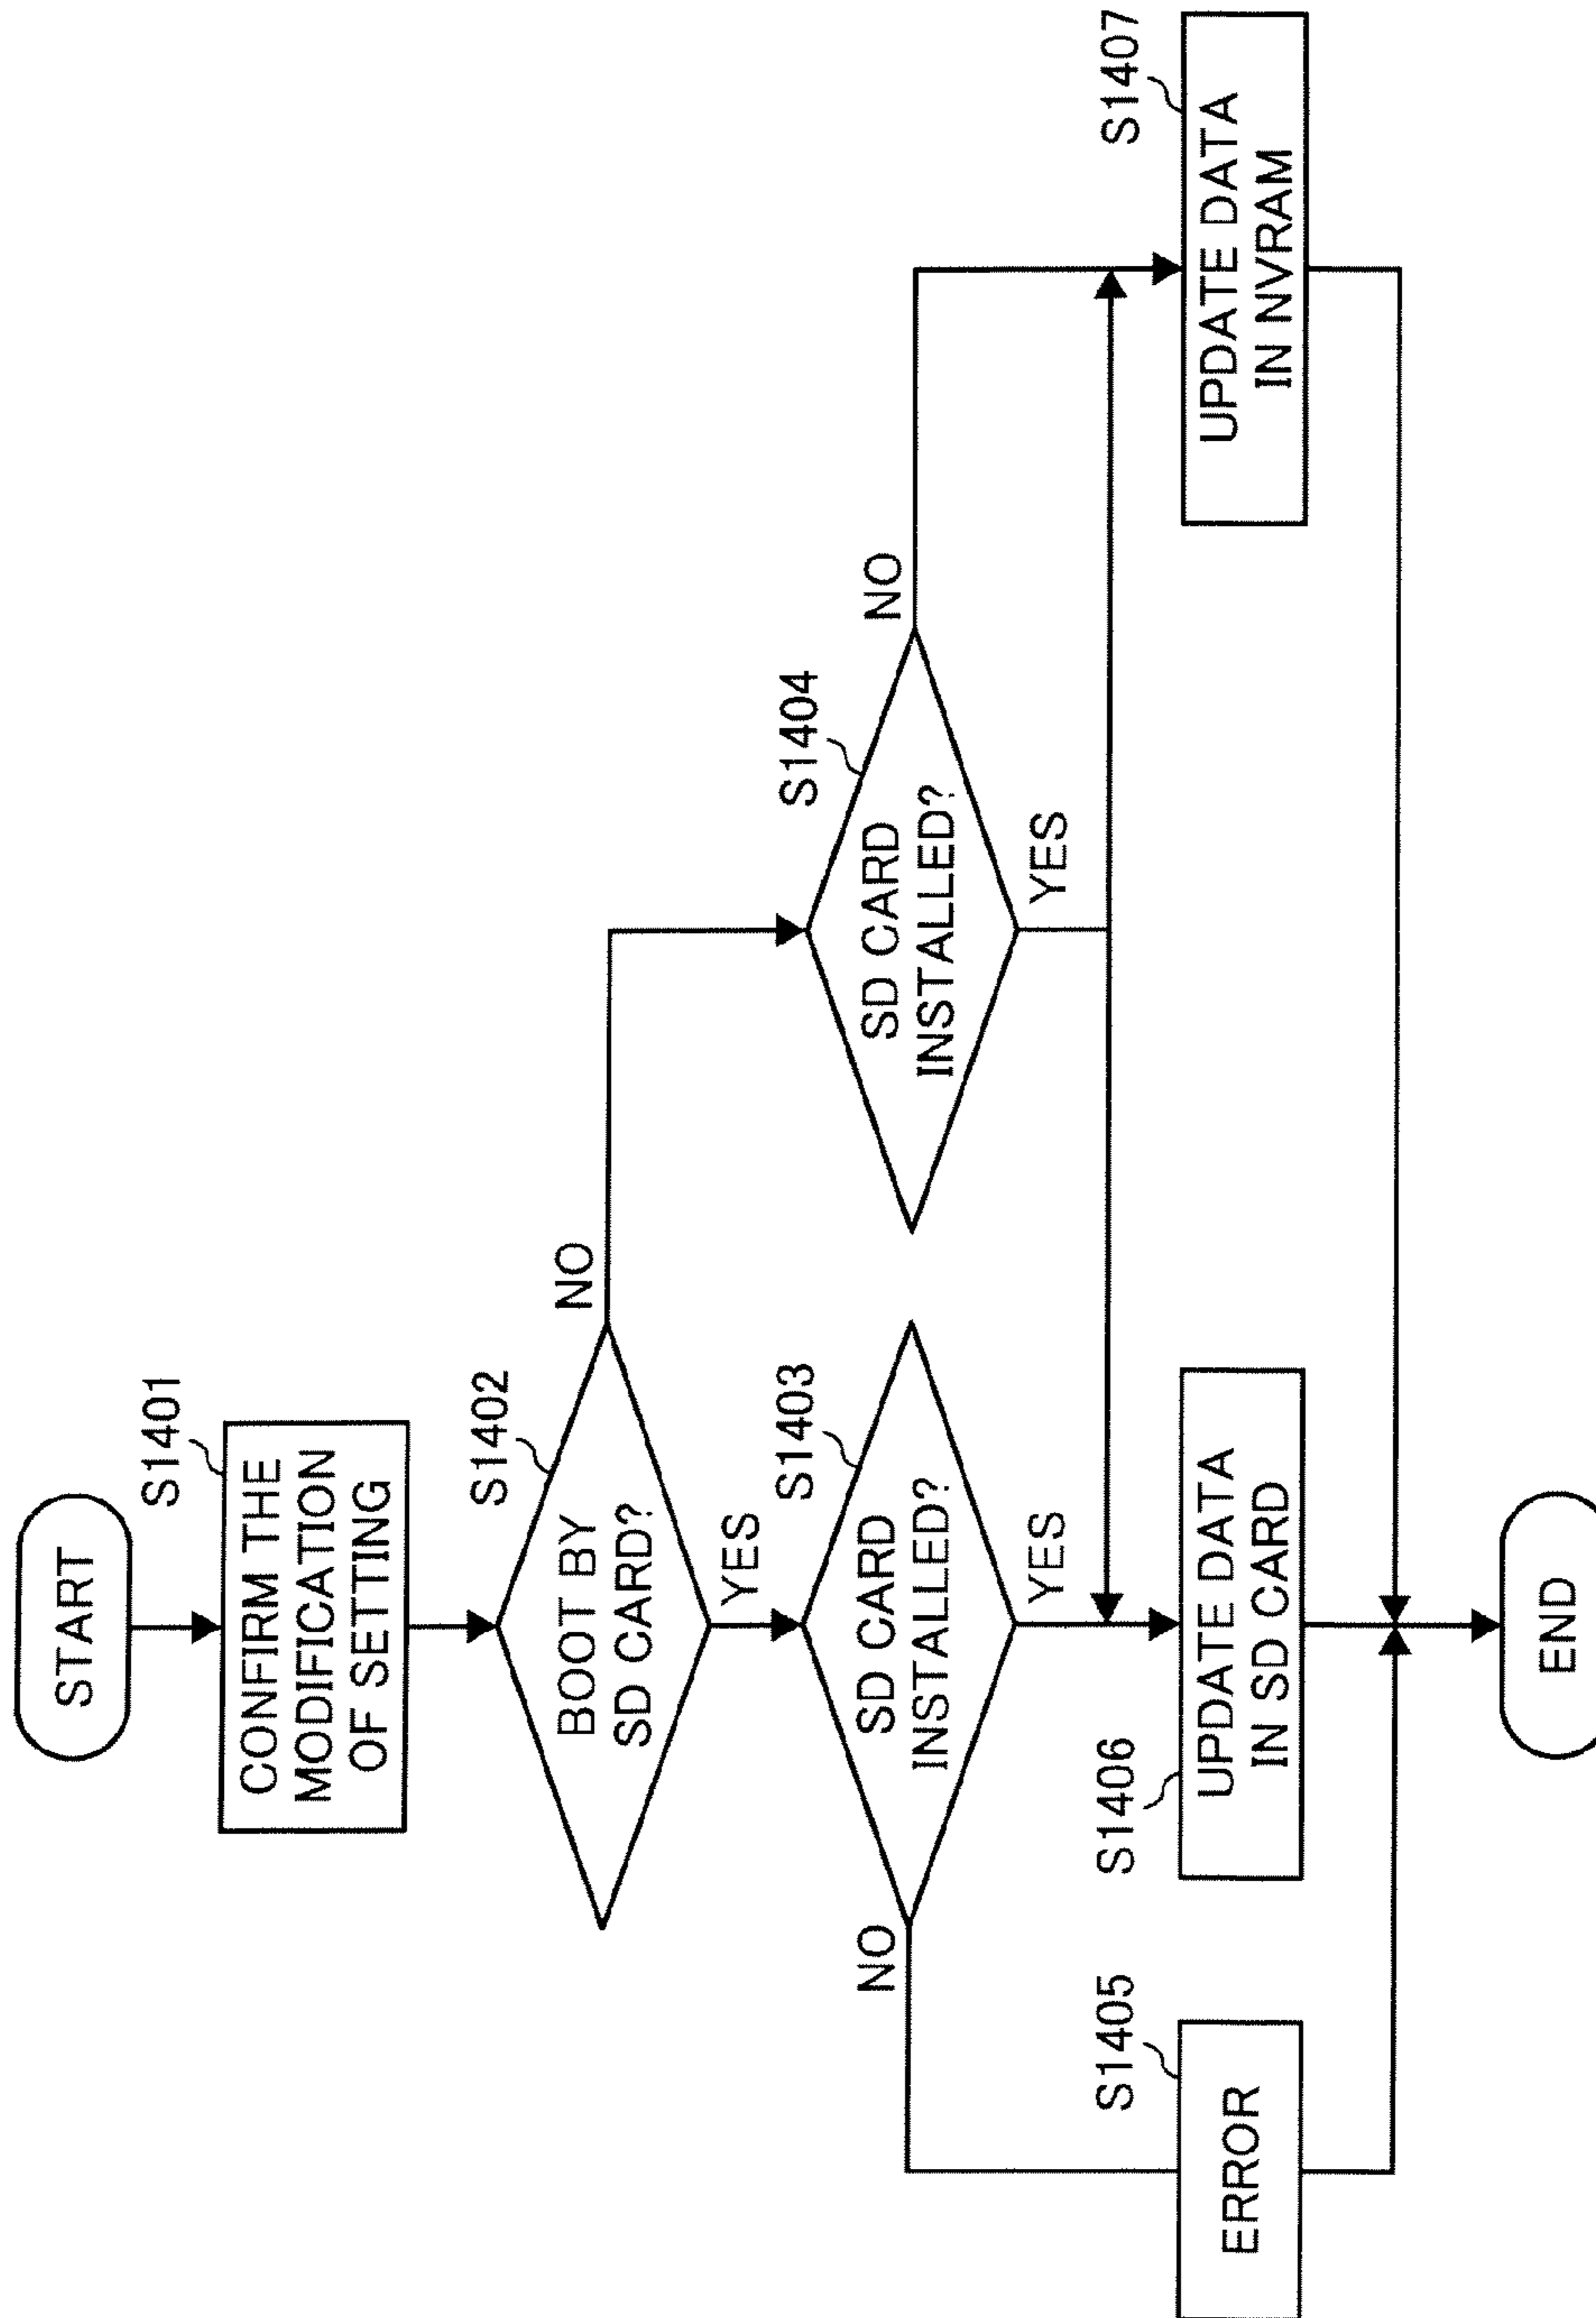 START
S1401
CONFIRM THE
MODIFICATION
OF SETTING
S1402
BOOT BY
SD CARD?
NO
YES
S1403
SD CARD
INSTALLED?
NO
YES
S1404
SD CARD
INSTALLED?
NO
YES
S1405
ERROR
S1406
UPDATE DATA
IN SD CARD
S1407
UPDATE DATA
IN NVRAM
END